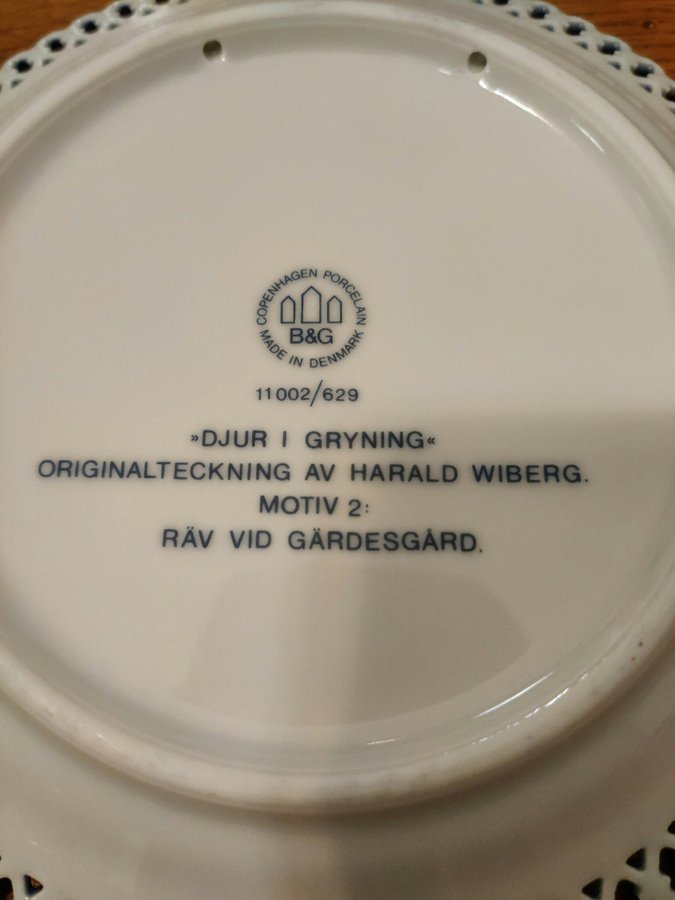 COPENHAGEN PORCELAIN
B&G
MADE IN DENMARK
11002/629
»DJUR I GRYNING«
ORIGINALTECKNING AV HARALD WIBERG.
MOTIV 2:
RÄV VID GÄRDESGÅRD.